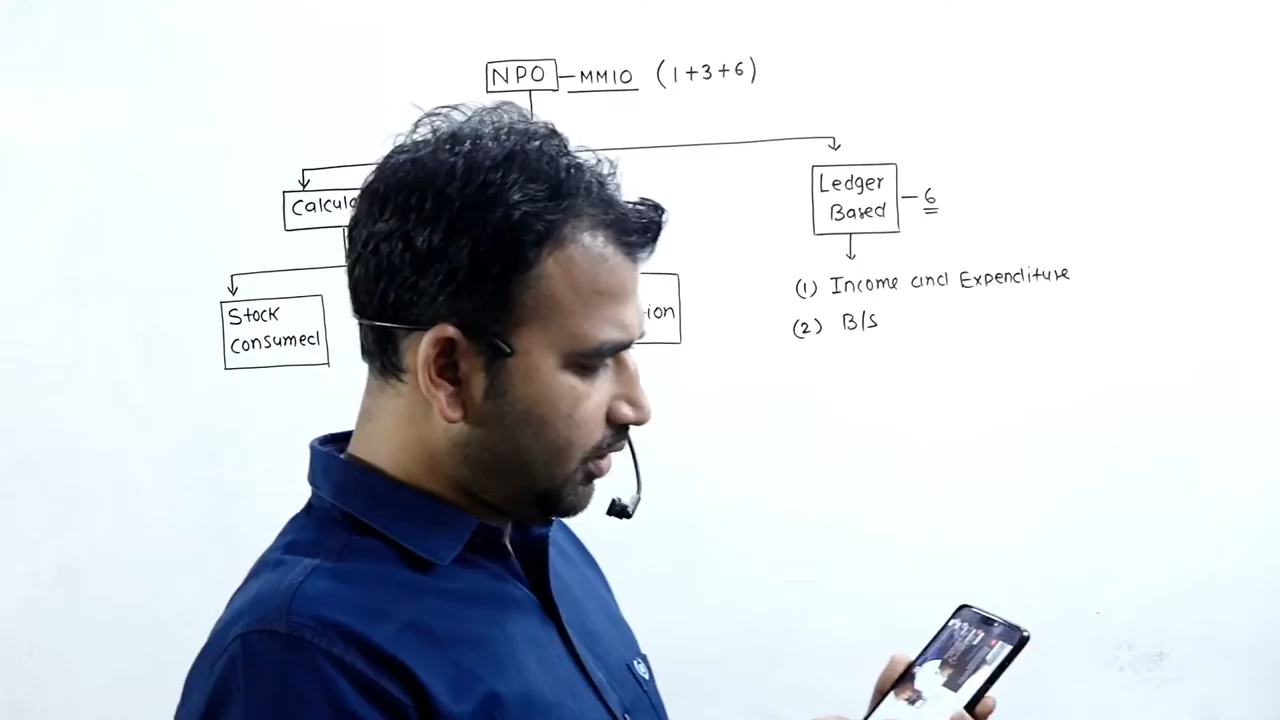 NPO – MM10 (1+3+6)
Ledger
Based – 6
Stock
consumed
(1) Income and Expenditure
(2) B/S